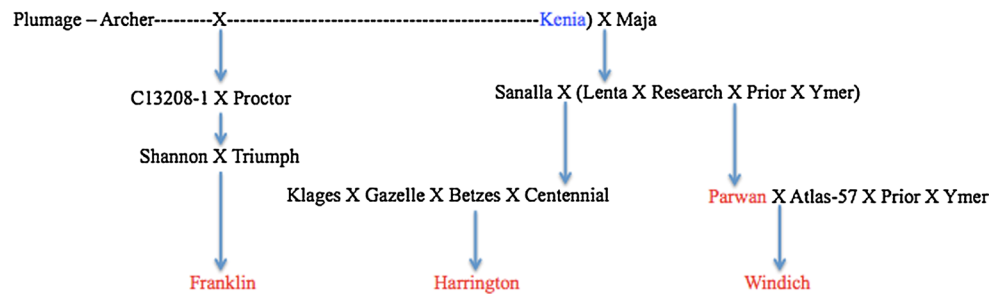 Plumage – Archer---------X----------------------------------------Kenia) X Maja
C13208-1 X Proctor
Sanalla X (Lenta X Research X Prior X Ymer)
Shannon X Triumph
Klages X Gazelle X Betzes X Centennial
Parwan X Atlas-57 X Prior X Ymer
Franklin
Harrington
Windich